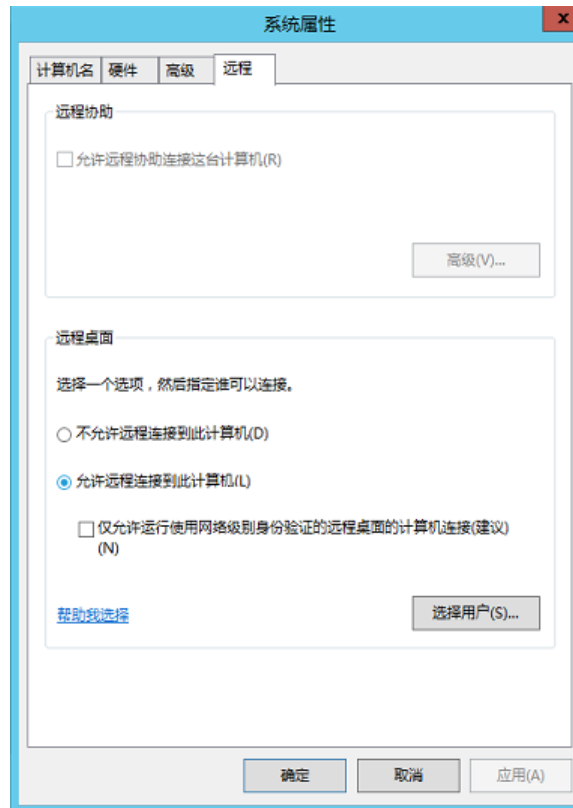 系统属性
x
计算机名 硬件 高级 远程
远程协助
允许远程协助连接这台计算机(R)
高级(V)...
远程桌面
选择一个选项，然后指定谁可以连接。
不允许远程连接到此计算机(D)
允许远程连接到此计算机(L)
仅允许运行使用网络级别身份验证的远程桌面的计算机连接(建议)
(N)
帮助我选择 选择用户(S)...
确定 取消 应用(A)